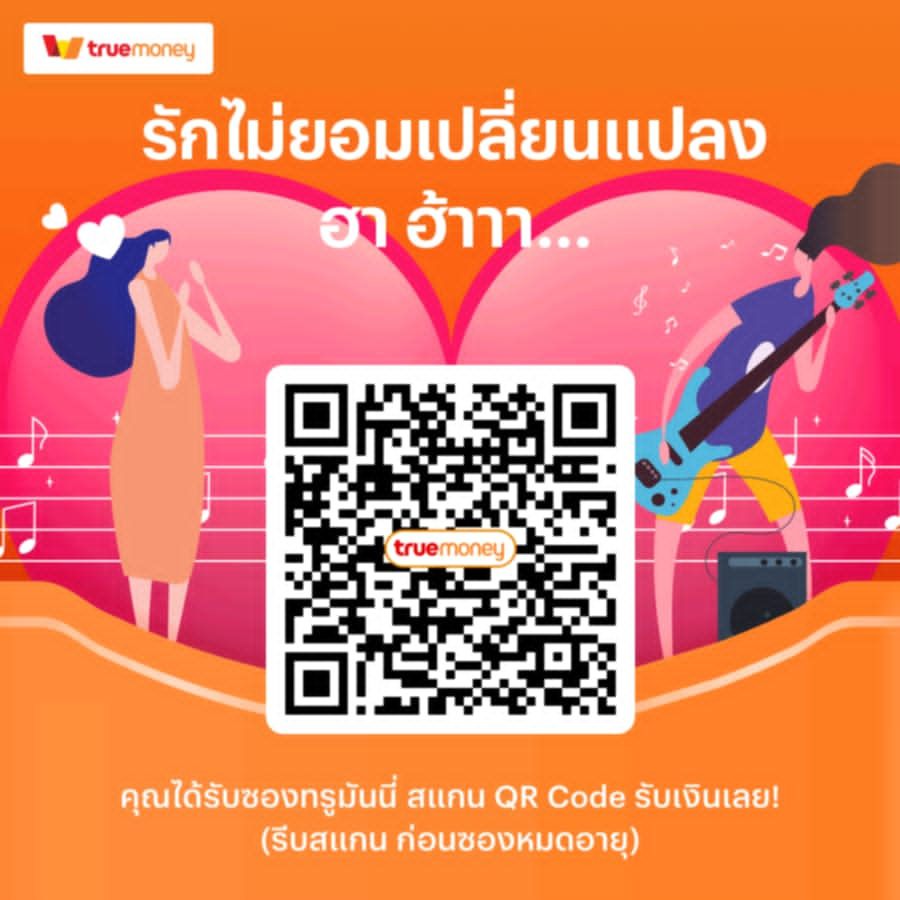 truemoney
รักไม่ยอมเปลี่ยนแปลง
ฮา ฮ้าาา...
truemoney
คุณได้รับซองทรูมันนี่ สแกน QR Code รับเงินเลย!
(รีบสแกน ก่อนซองหมดอายุ)